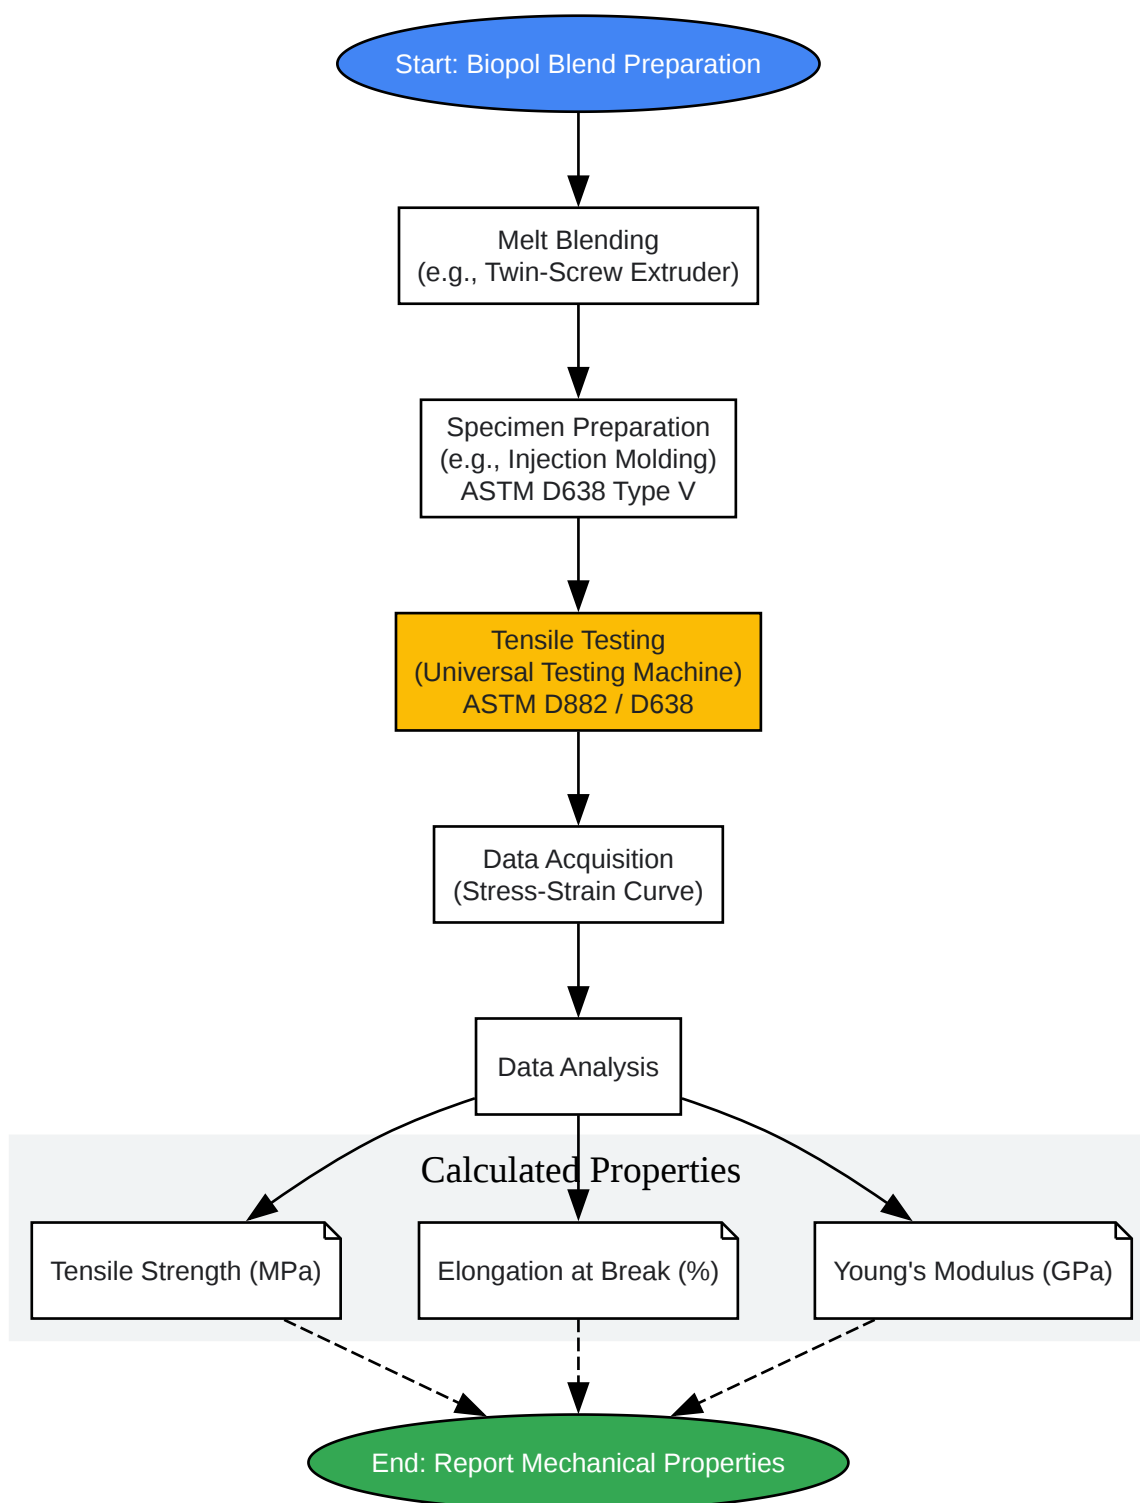 Start: Biopol Blend Preparation
Melt Blending
(e.g., Twin-Screw Extruder)
Specimen Preparation
(e.g., Injection Molding)
ASTM D638 Type V
Tensile Testing
(Universal Testing Machine)
ASTM D882 / D638
Data Acquisition
(Stress-Strain Curve)
Data Analysis
Calculated Properties
Tensile Strength (MPa)
Elongation at Break (%)
Young's Modulus (GPa)
End: Report Mechanical Properties